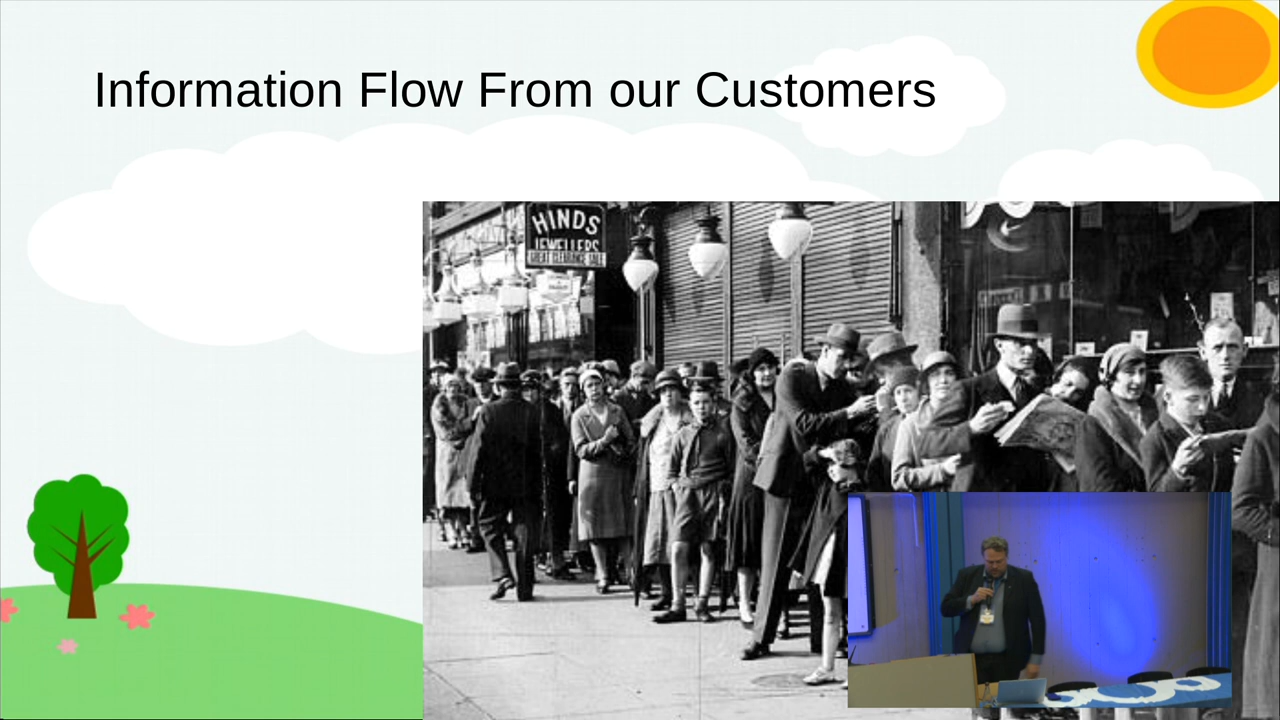 Information Flow From our Customers
HINDS
JEWELLERS
GREAT CLEARANCE SALE